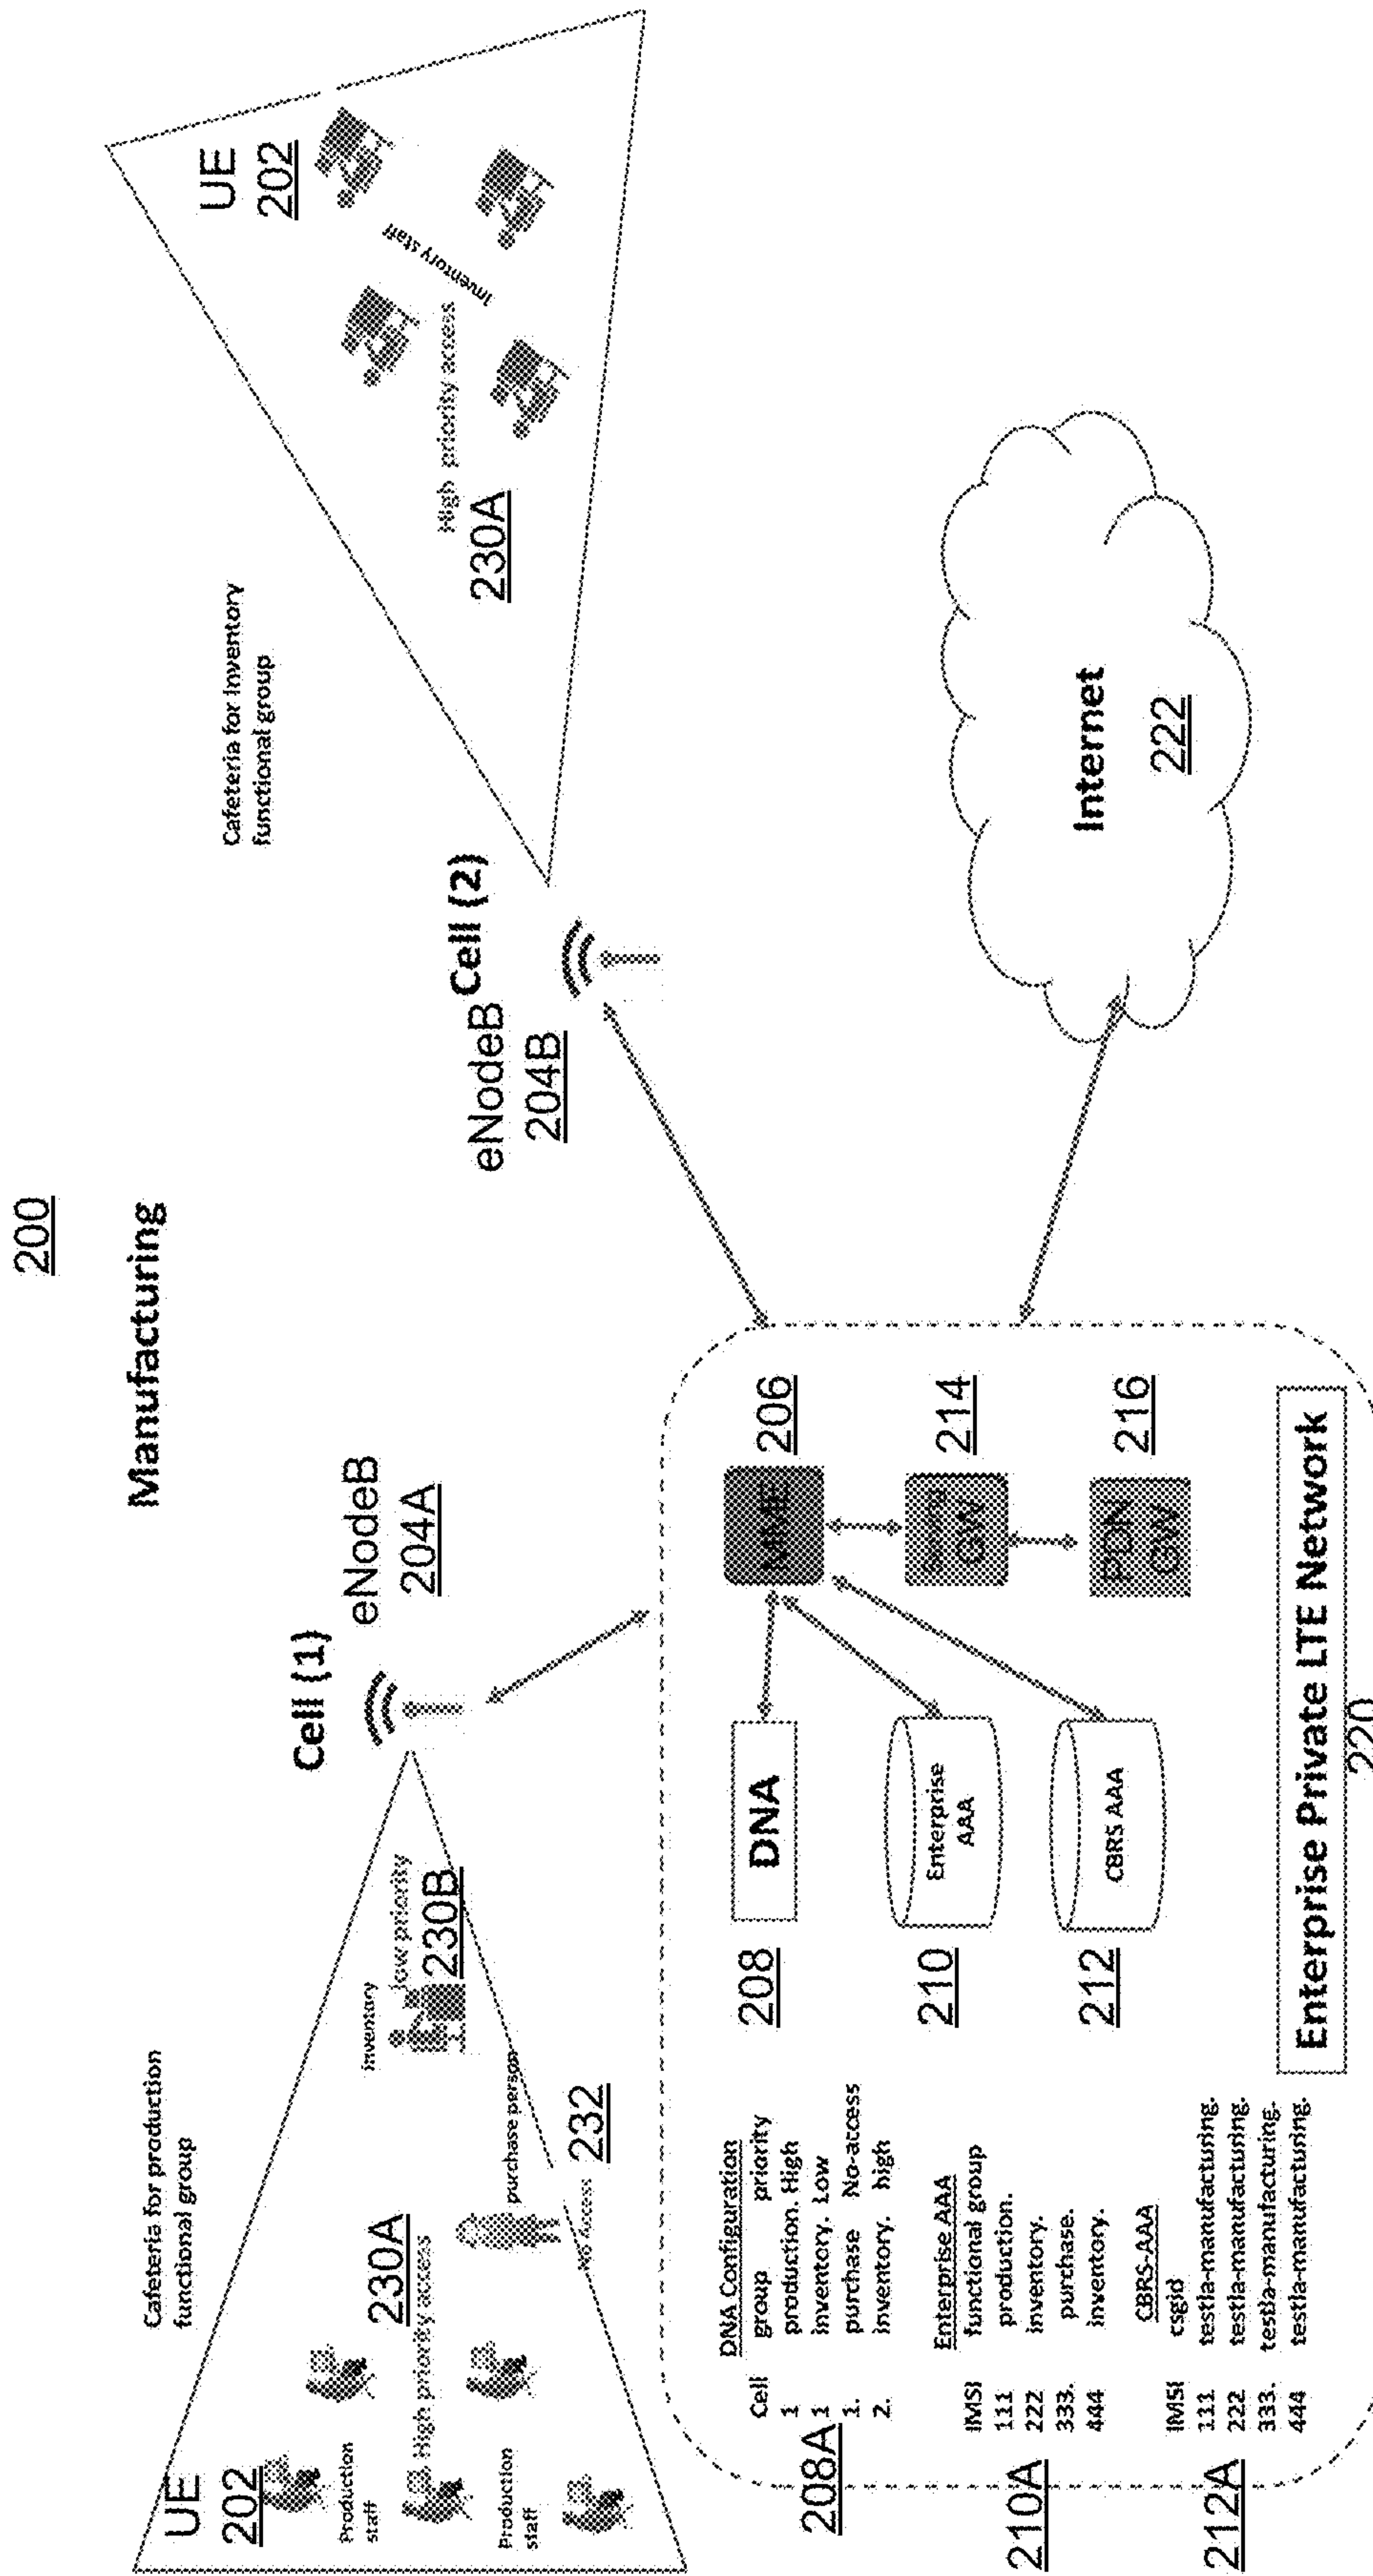 200
Manufacturing
Cafeteria for production
functional group
Cafeteria for Inventory
functional group
UE
202
Production
staff
High priority access
230A
Production
staff
inventory
low priority
230B
purchase person
No access
232
Cell (1)
eNodeB
204A
eNodeB
204B
Cell (2)
UE
202
Inventory staff
High priority access
230A
DNA Configuration
Cell group priority
1 production. High
1 inventory. Low
1. purchase No-access
2. inventory. high
208A
Enterprise AAA
IMSI functional group
111 production.
222 inventory.
333. purchase.
444 inventory.
210A
CBRS-AAA
IMSI csgid
111 testla-manufacturing.
222 testla-manufacturing.
333. testla-manufacturing.
444 testla-manufacturing.
212A
208
DNA
210
Enterprise
AAA
212
CBRS AAA
MME
206
GW
214
PDN
GW
216
Enterprise Private LTE Network
220
Internet
222